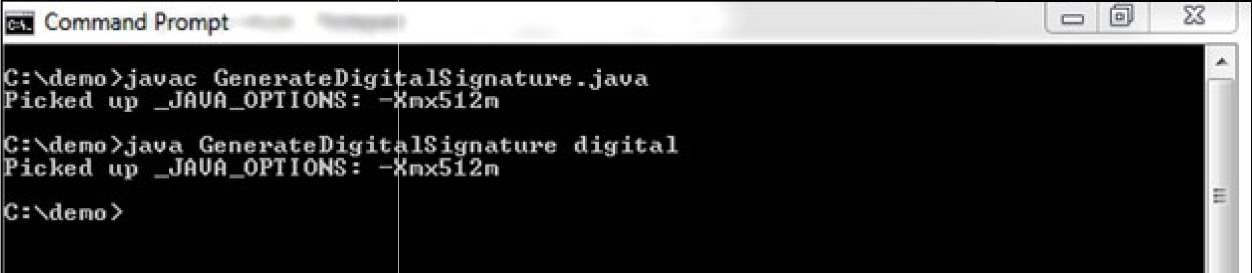 Command Prompt
C:\demo>javac GenerateDigitalSignature.java
Picked up _JAVA_OPTIONS: -Xmx512m
C:\demo>java GenerateDigitalSignature digital
Picked up _JAVA_OPTIONS: -Xmx512m
C:\demo>